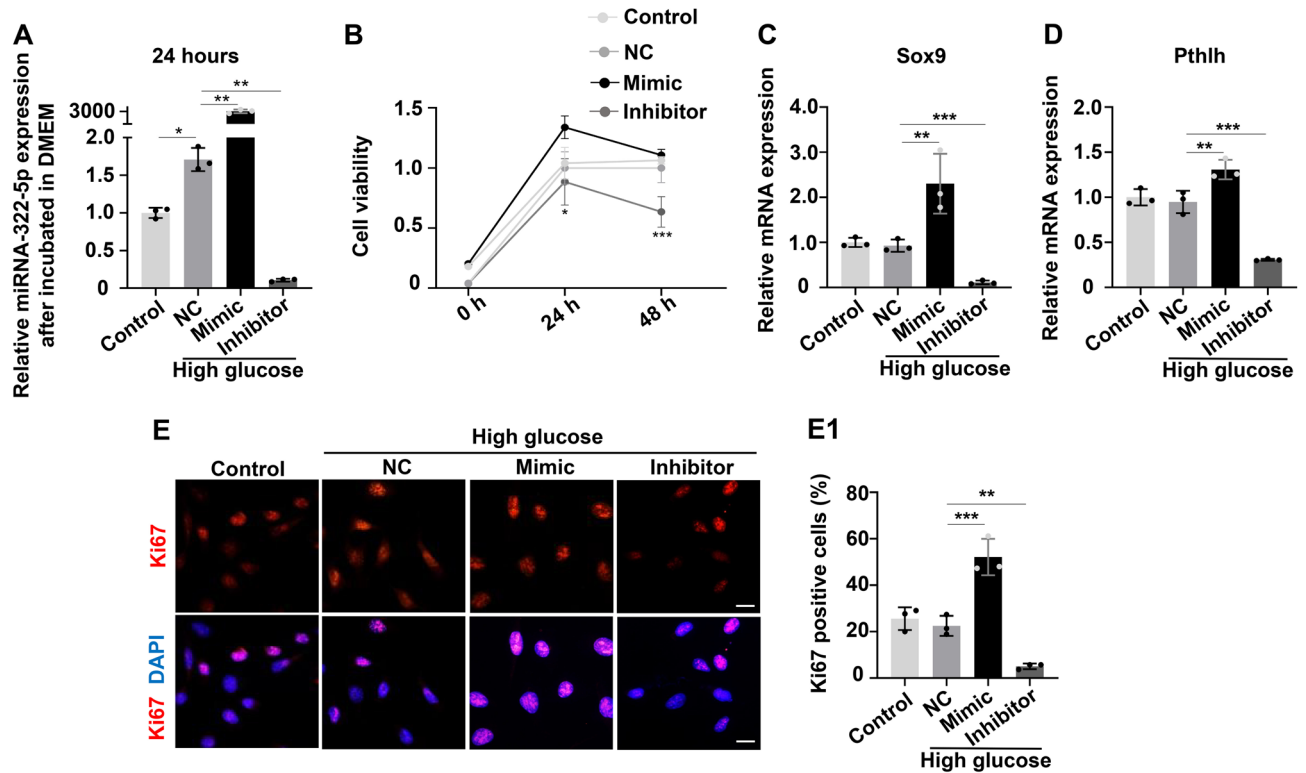 A
24 hours
Relative miRNA-322-5p expression
after incubated in DMEM
**
**
*
3000
2.0
2.0
1.5
1.0
0.5
0
Control
NC
Mimic
Inhibitor
High glucose
B
Control
NC
Mimic
Inhibitor
Cell viability
1.5
1.0
0.5
*
***
0 h
24 h
48 h
C
Sox9
Relative mRNA expression
4.0
3.0
2.0
1.0
0
***
**
Control
NC
Mimic
Inhibitor
High glucose
D
Pthlh
Relative mRNA expression
2.0
1.5
1.0
0.5
0
***
**
Control
NC
Mimic
Inhibitor
High glucose
E
High glucose
Control
NC
Mimic
Inhibitor
Ki67
Ki67 DAPI
E1
Ki67 positive cells (%)
80
60
40
20
0
**
***
Control
NC
Mimic
Inhibitor
High glucose